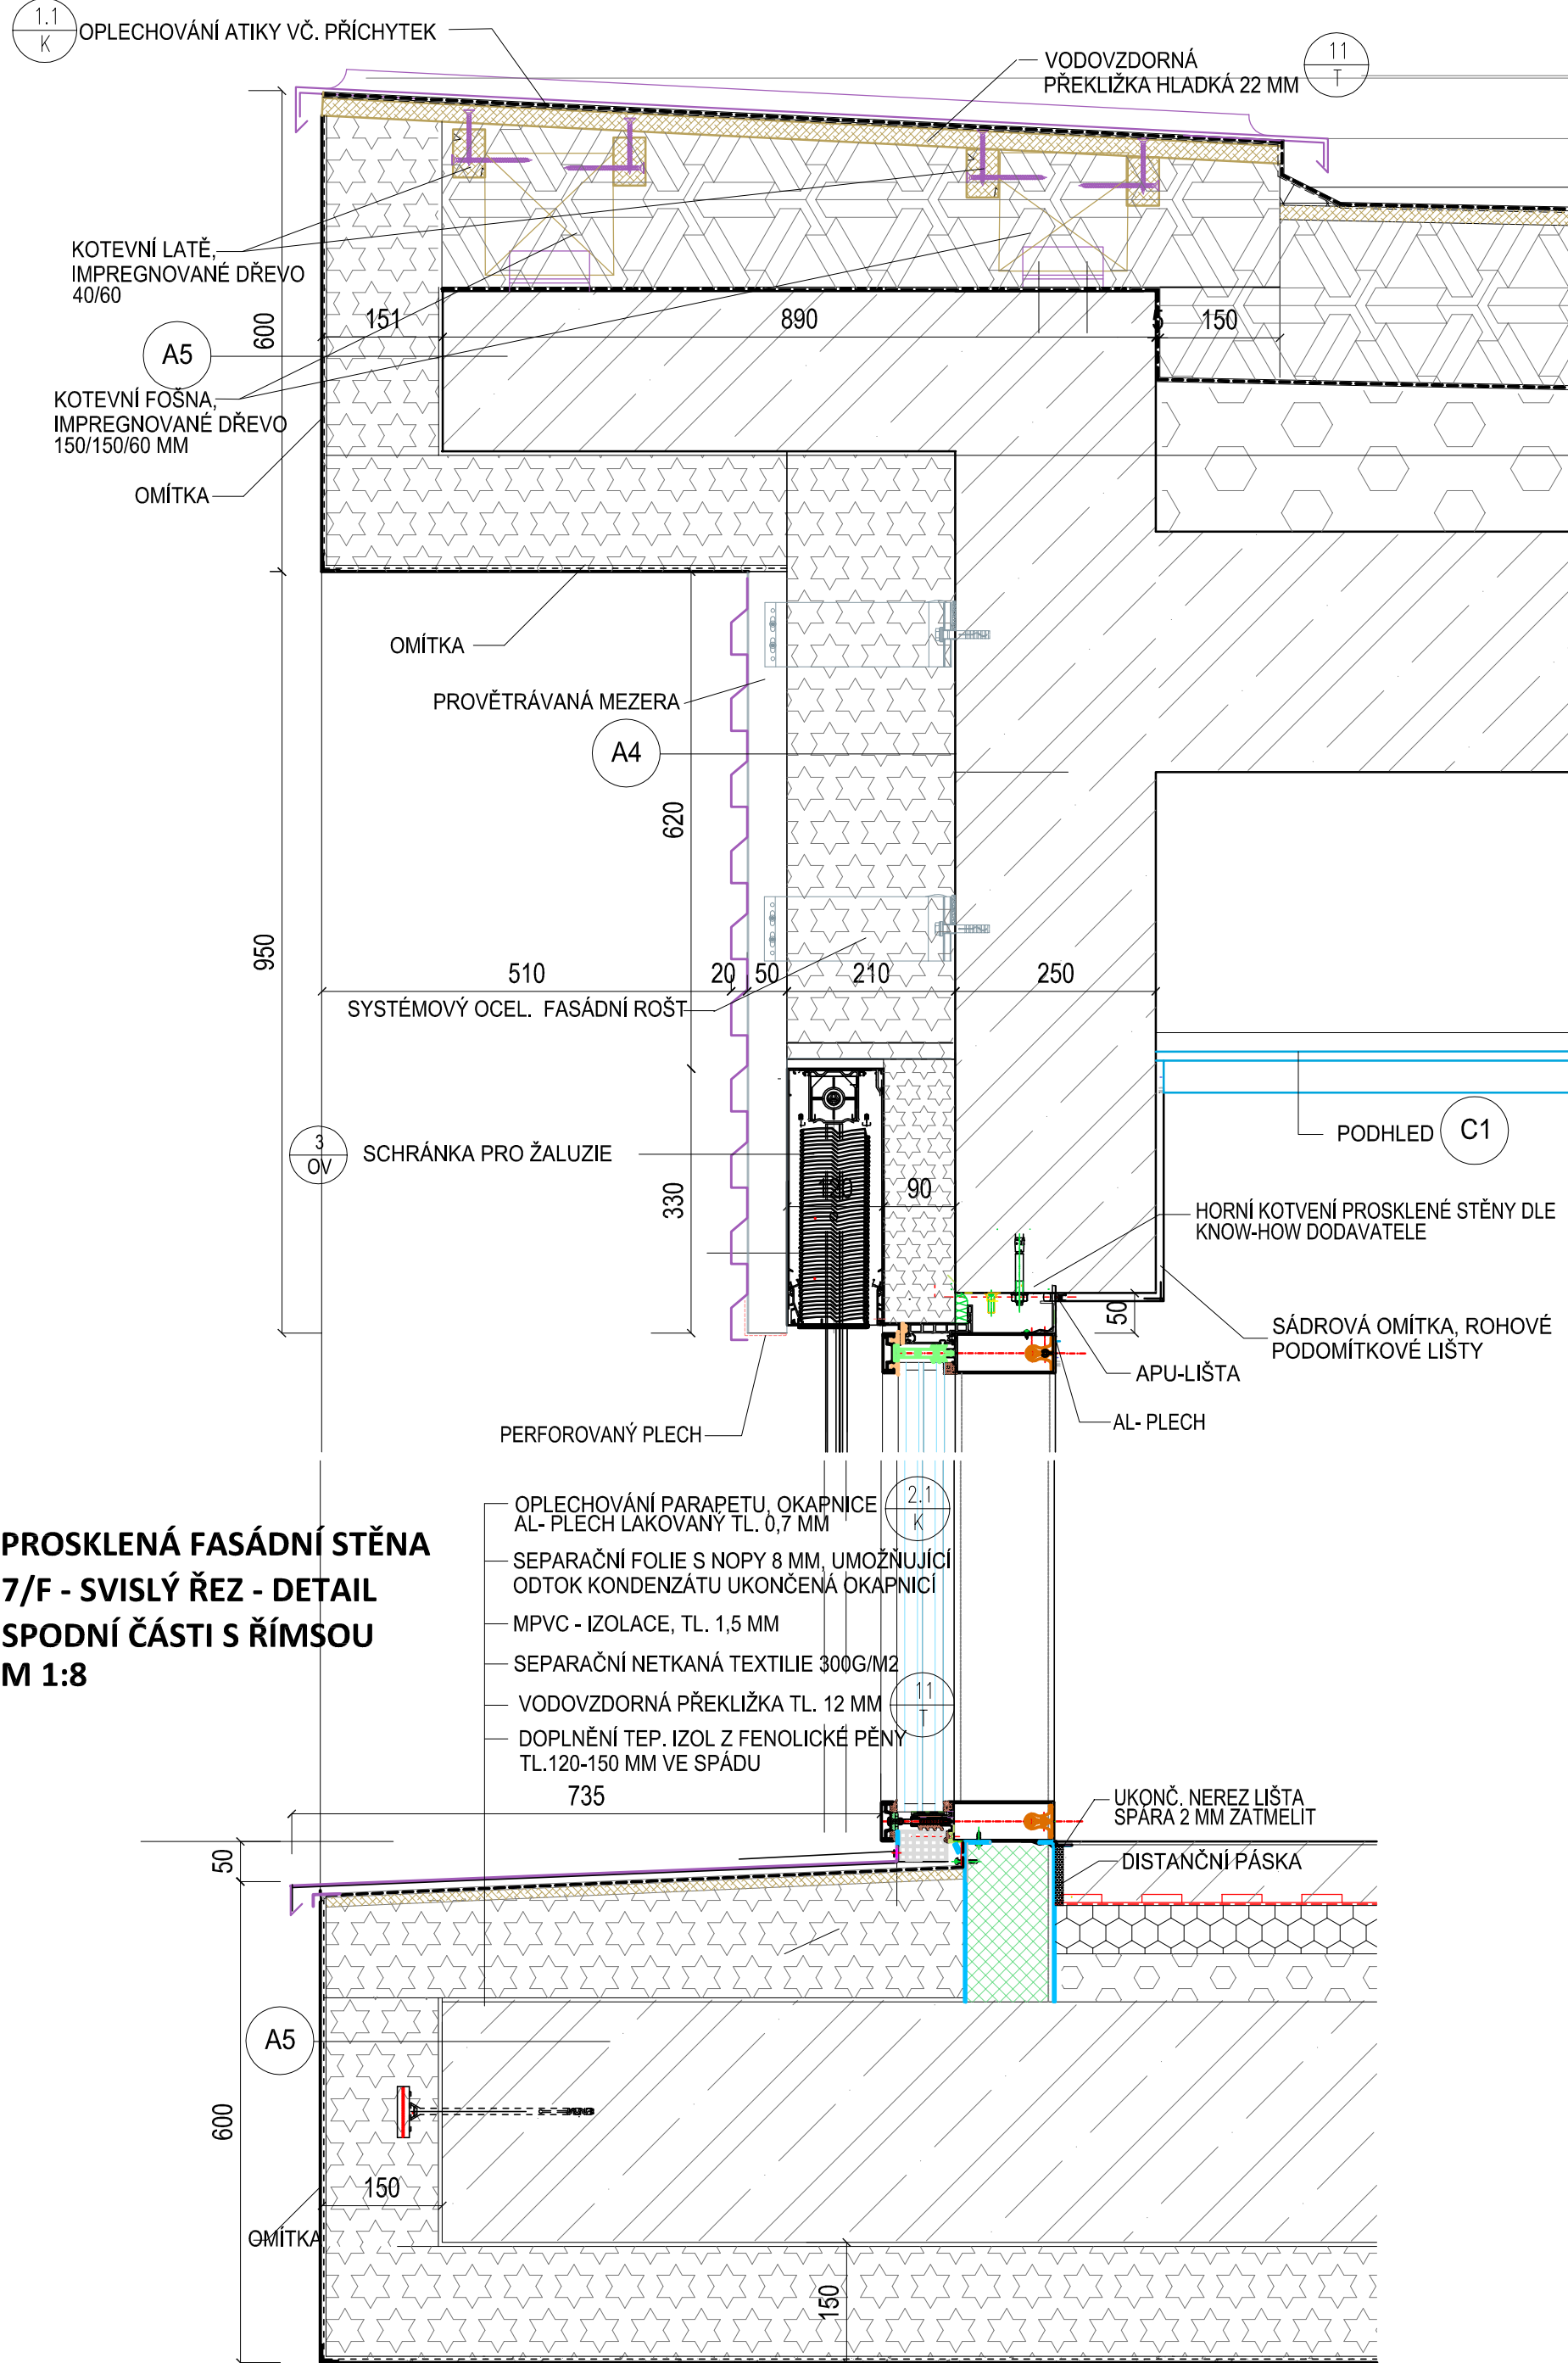 1.1
K
OPLECHOVÁNÍ ATIKY VČ. PŘÍCHYTEK
VODOVZDORNÁ
PŘEKLIŽKA HLADKÁ 22 MM
11
T
KOTEVNÍ LATĚ,
IMPREGNOVANÉ DŘEVO
40/60
600
151
890
150
A5
KOTEVNÍ FOŠNA,
IMPREGNOVANÉ DŘEVO
150/150/60 MM
OMÍTKA
OMÍTKA
PROVĚTRÁVANÁ MEZERA
A4
620
950
510
20
50
210
250
SYSTÉMOVÝ OCEL. FASÁDNÍ ROŠT
3
OV
SCHRÁNKA PRO ŽALUZIE
PODHLED
C1
330
90
HORNÍ KOTVENÍ PROSKLENÉ STĚNY DLE
KNOW-HOW DODAVATELE
50
SÁDROVÁ OMÍTKA, ROHOVÉ
PODOMÍTKOVÉ LIŠTY
APU-LIŠTA
AL- PLECH
PERFOROVANÝ PLECH
PROSKLENÁ FASÁDNÍ STĚNA
7/F - SVISLÝ ŘEZ - DETAIL
SPODNÍ ČÁSTI S ŘÍMSOU
M 1:8
OPLECHOVÁNÍ PARAPETU, OKAPNICE
AL- PLECH LAKOVANÝ TL. 0,7 MM
2.1
K
SEPARAČNÍ FOLIE S NOPY 8 MM, UMOŽŇUJÍCÍ
ODTOK KONDENZÁTU UKONČENÁ OKAPNICÍ
MPVC - IZOLACE, TL. 1,5 MM
SEPARAČNÍ NETKANÁ TEXTILIE 300G/M2
VODOVZDORNÁ PŘEKLIŽKA TL. 12 MM
11
T
DOPLNĚNÍ TEP. IZOL Z FENOLICKÉ PĚNY
TL.120-150 MM VE SPÁDU
735
UKONČ. NEREZ LIŠTA
SPÁRA 2 MM ZATMELIT
50
DISTANČNÍ PÁSKA
A5
600
150
OMÍTKA
150